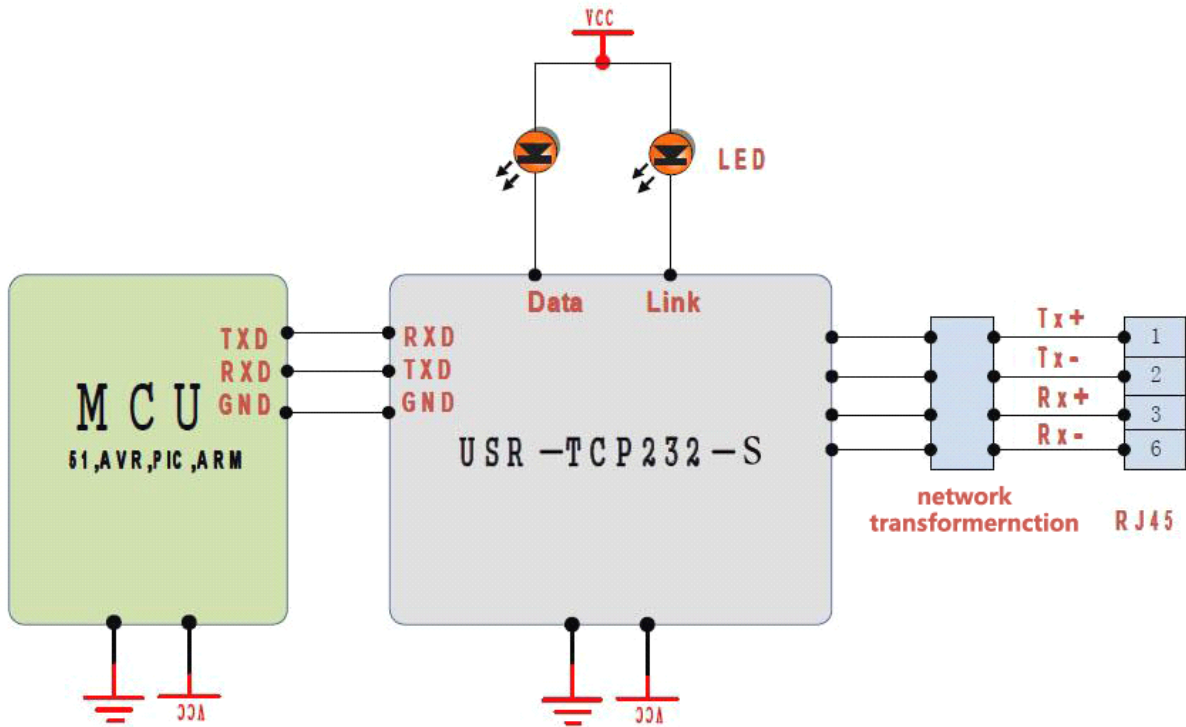 VCC
LED
Data
Link
TXD
RXD
GND
MCU
51,AVR,PIC,ARM
RXD
TXD
GND
USR-TCP232-S
Tx+
Tx-
Rx+
Rx-
1
2
3
6
network
transformernction
RJ45
VCC
VCC